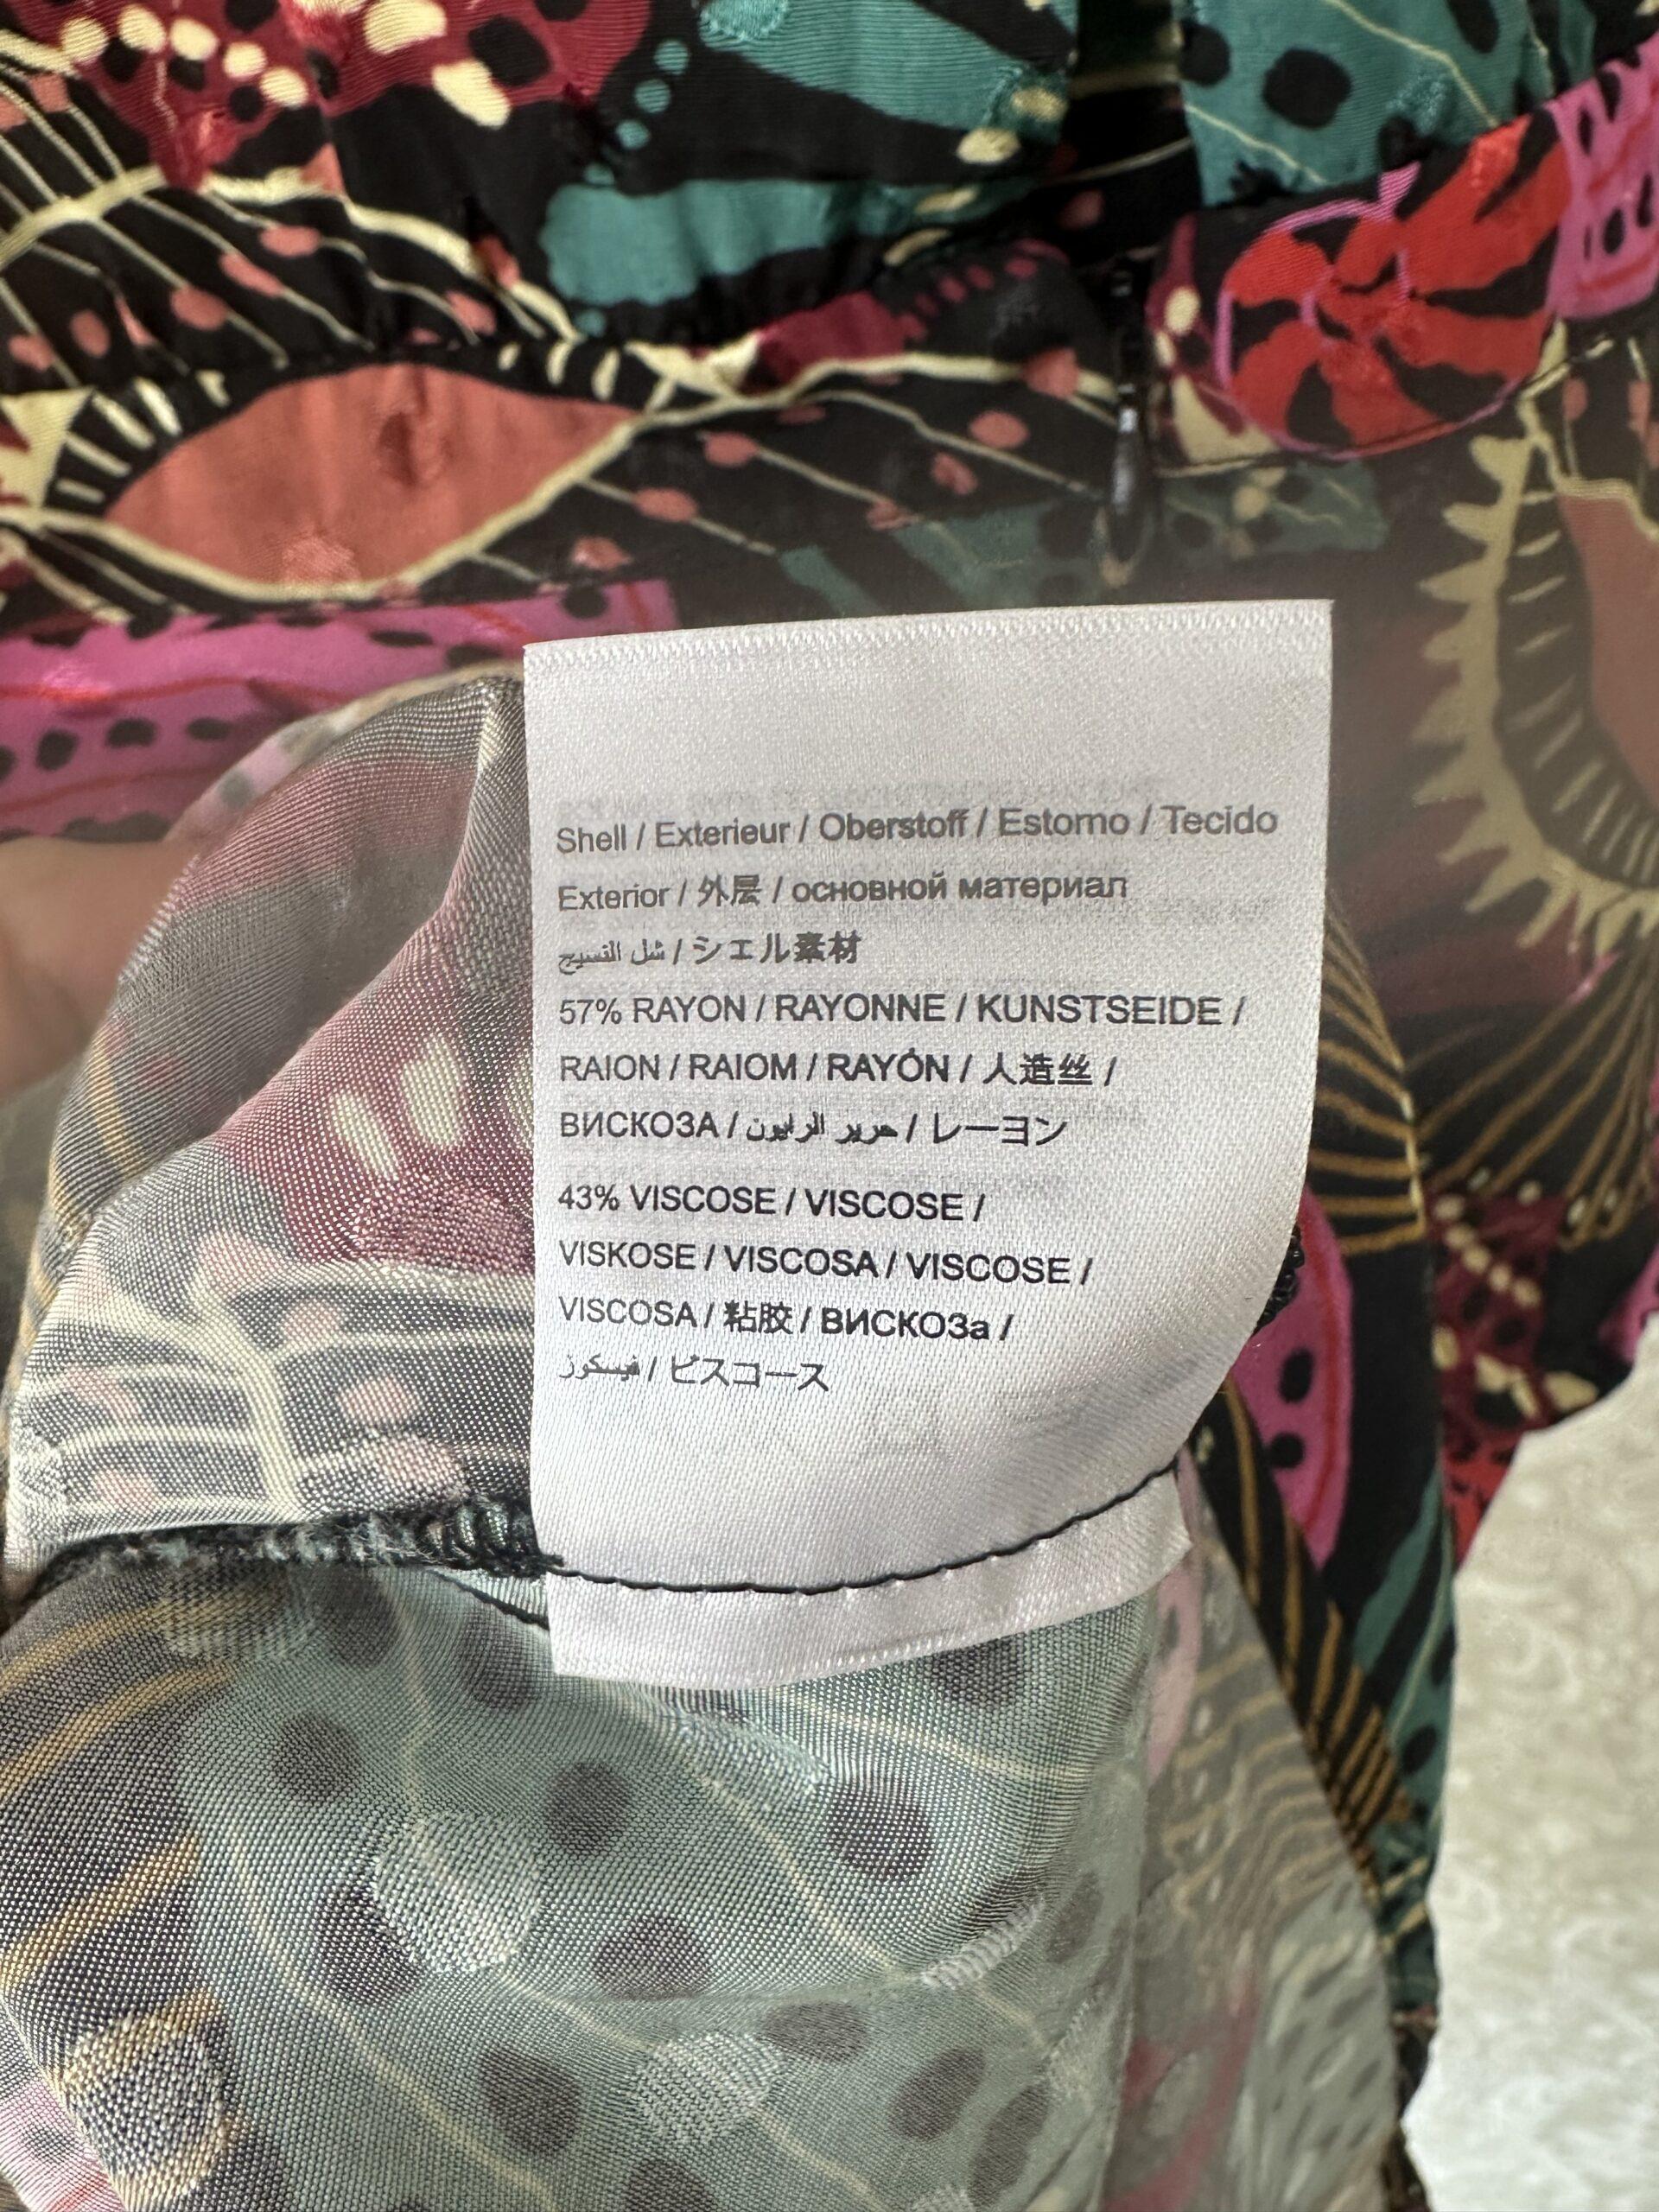 Shell / Exterieur / Oberstoff / Estorno / Tecido
Exterior / 外层 / основной материал
شل النسيج / シェル素材
57% RAYON / RAYONNE / KUNSTSEIDE /
RAION / RAIOM / RAYÓN / 人造丝 /
ВИСКОЗА / حرير الرايون / レーヨン
43% VISCOSE / VISCOSE /
VISKOSE / VISCOSA / VISCOSE /
VISCOSA / 粘胶 / ВИСКОЗа /
فيسكوز / ビスコース